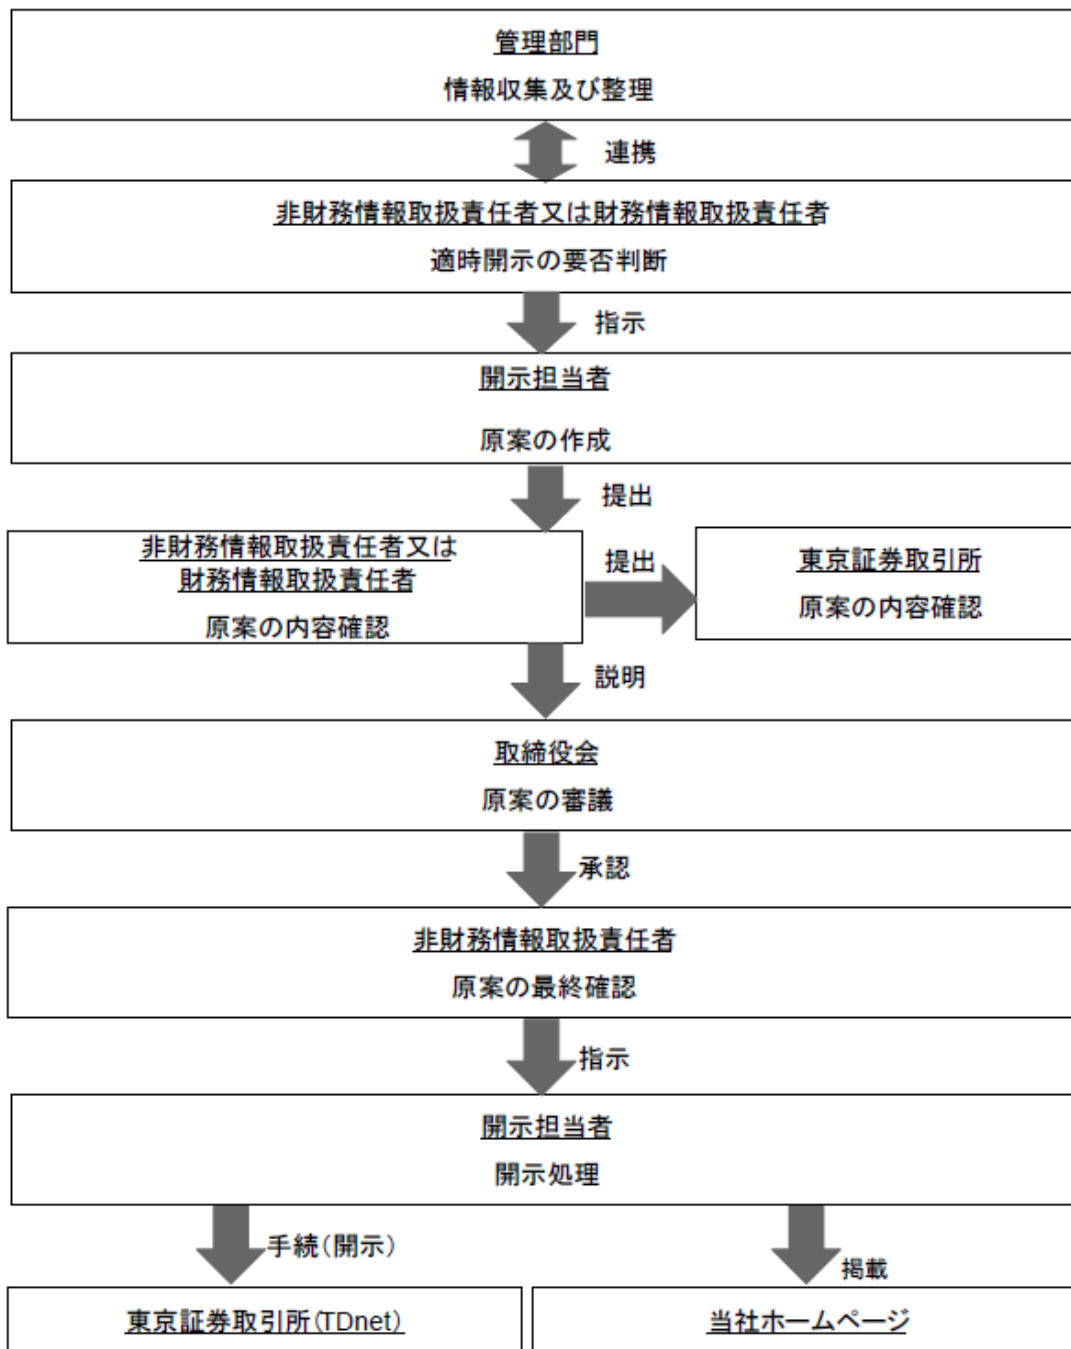 管理部門
情報収集及び整理
連携
非財務情報取扱責任者又は財務情報取扱責任者
適時開示の要否判断
指示
開示担当者
原案の作成
提出
非財務情報取扱責任者又は
財務情報取扱責任者
原案の内容確認
提出
東京証券取引所
原案の内容確認
説明
取締役会
原案の審議
承認
非財務情報取扱責任者
原案の最終確認
指示
開示担当者
開示処理
手続(開示)
掲載
東京証券取引所(TDnet)
当社ホームページ